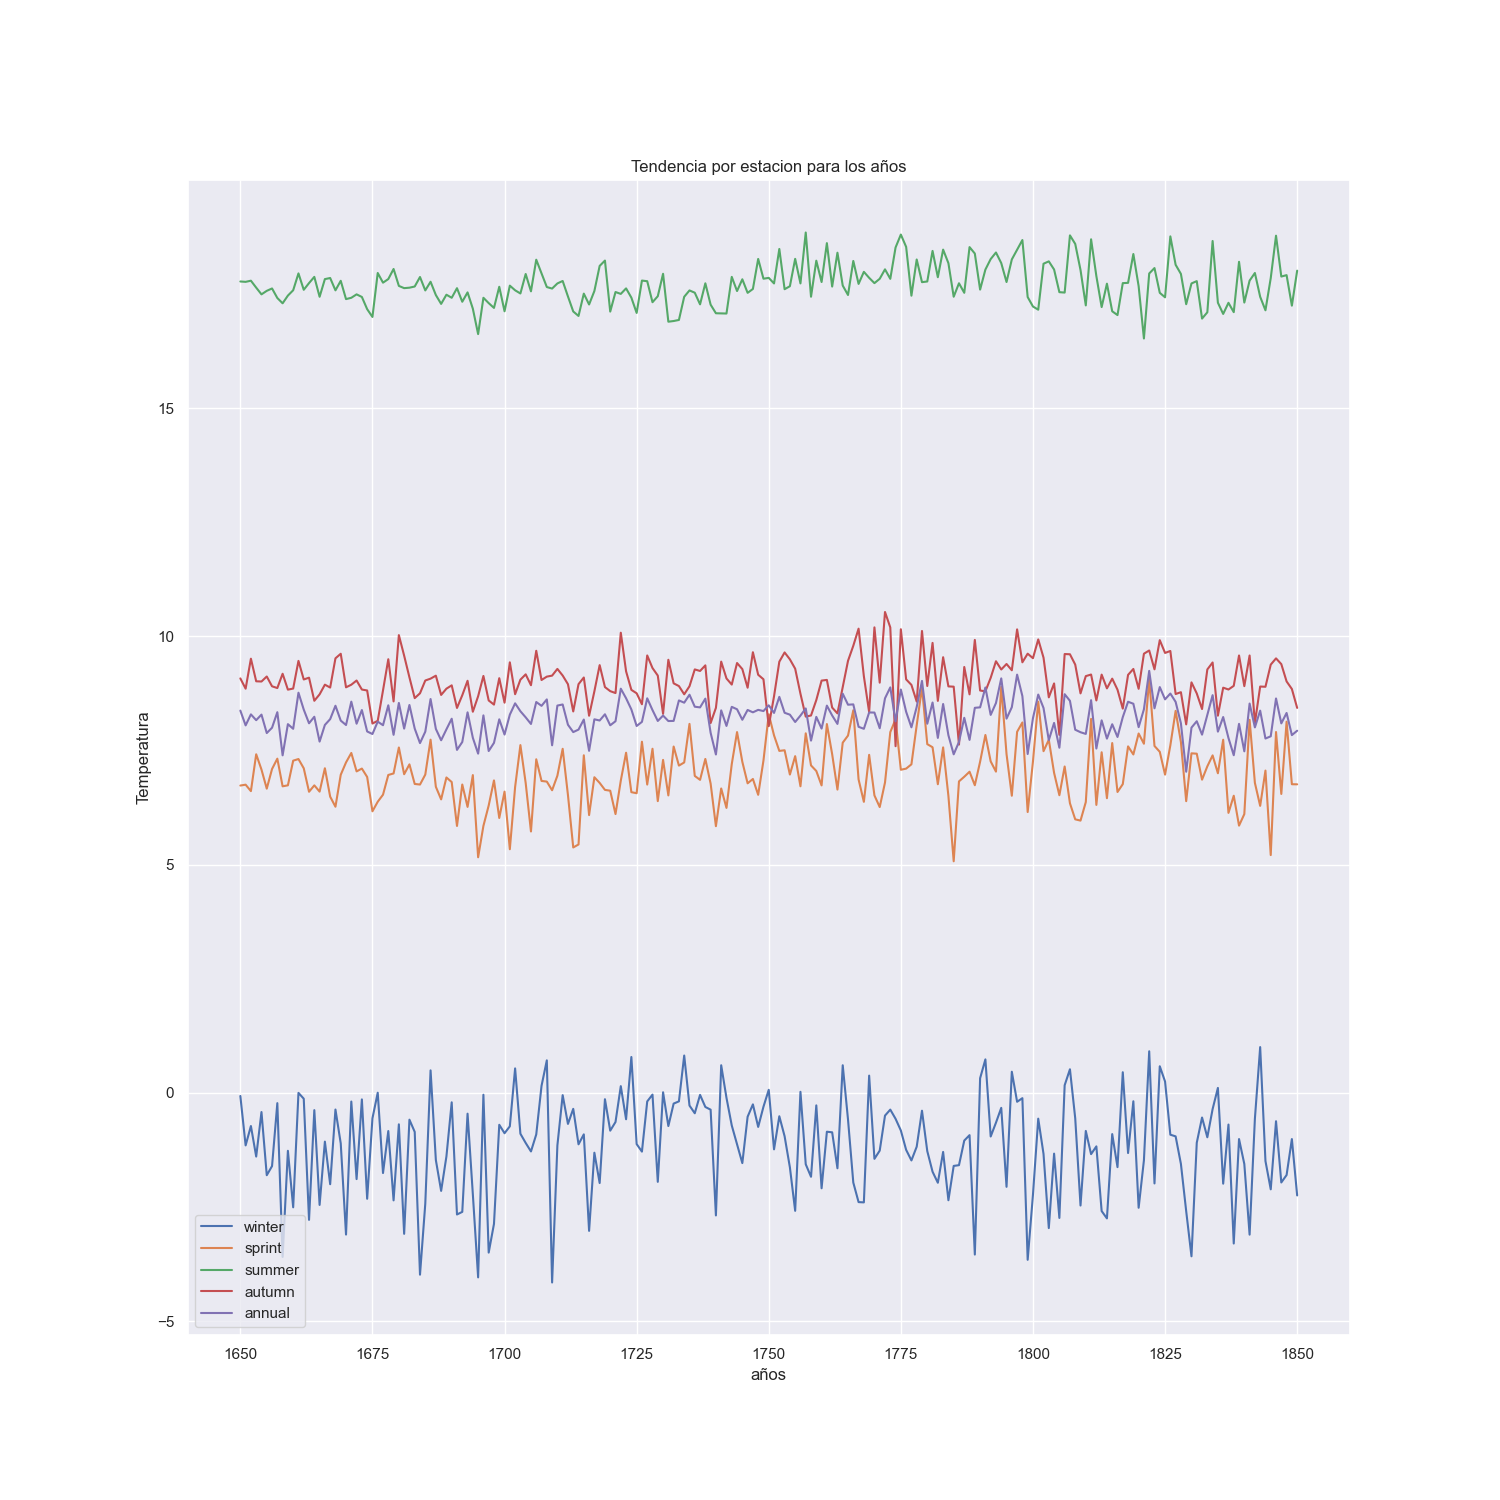 Tendencia por estacion para los años
15
10
5
0
−5
Temperatura
winter
sprint
summer
autumn
annual
1650 1675 1700 1725 1750 1775 1800 1825 1850
años